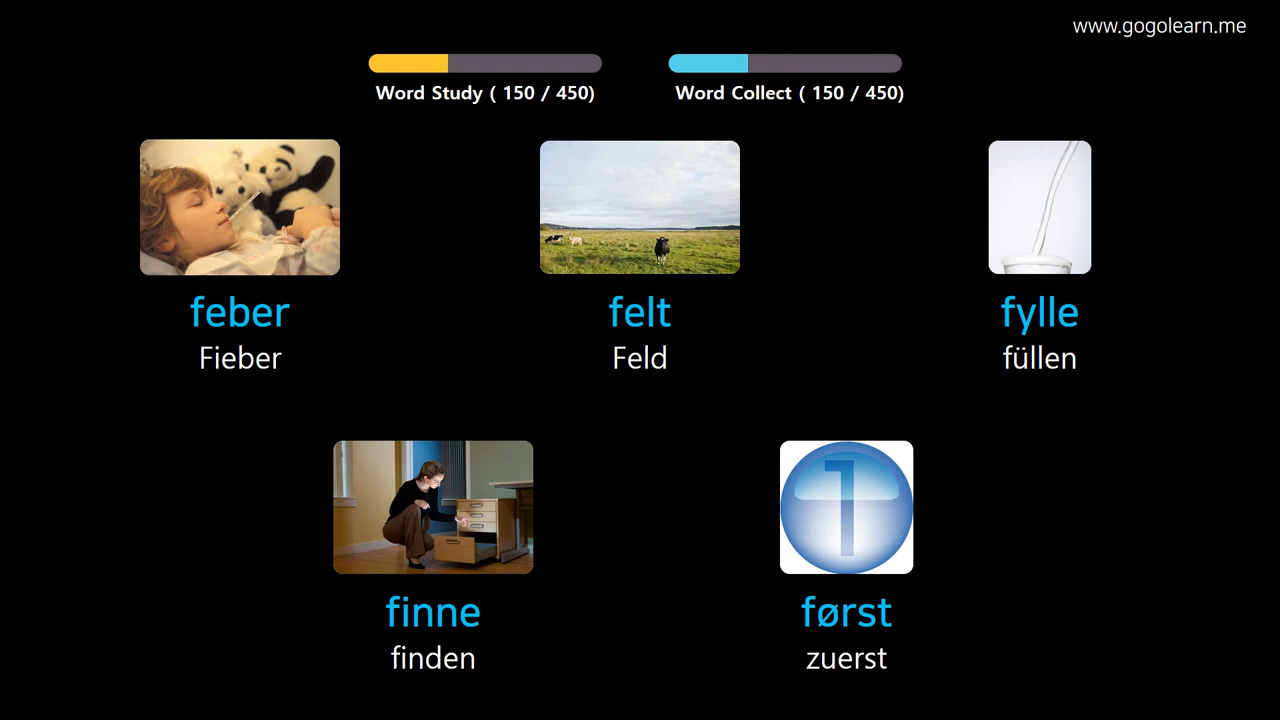 www.gogolearn.me
Word Study ( 150 / 450)
Word Collect ( 150 / 450)
feber
Fieber
felt
Feld
fylle
füllen
finne
finden
1
først
zuerst